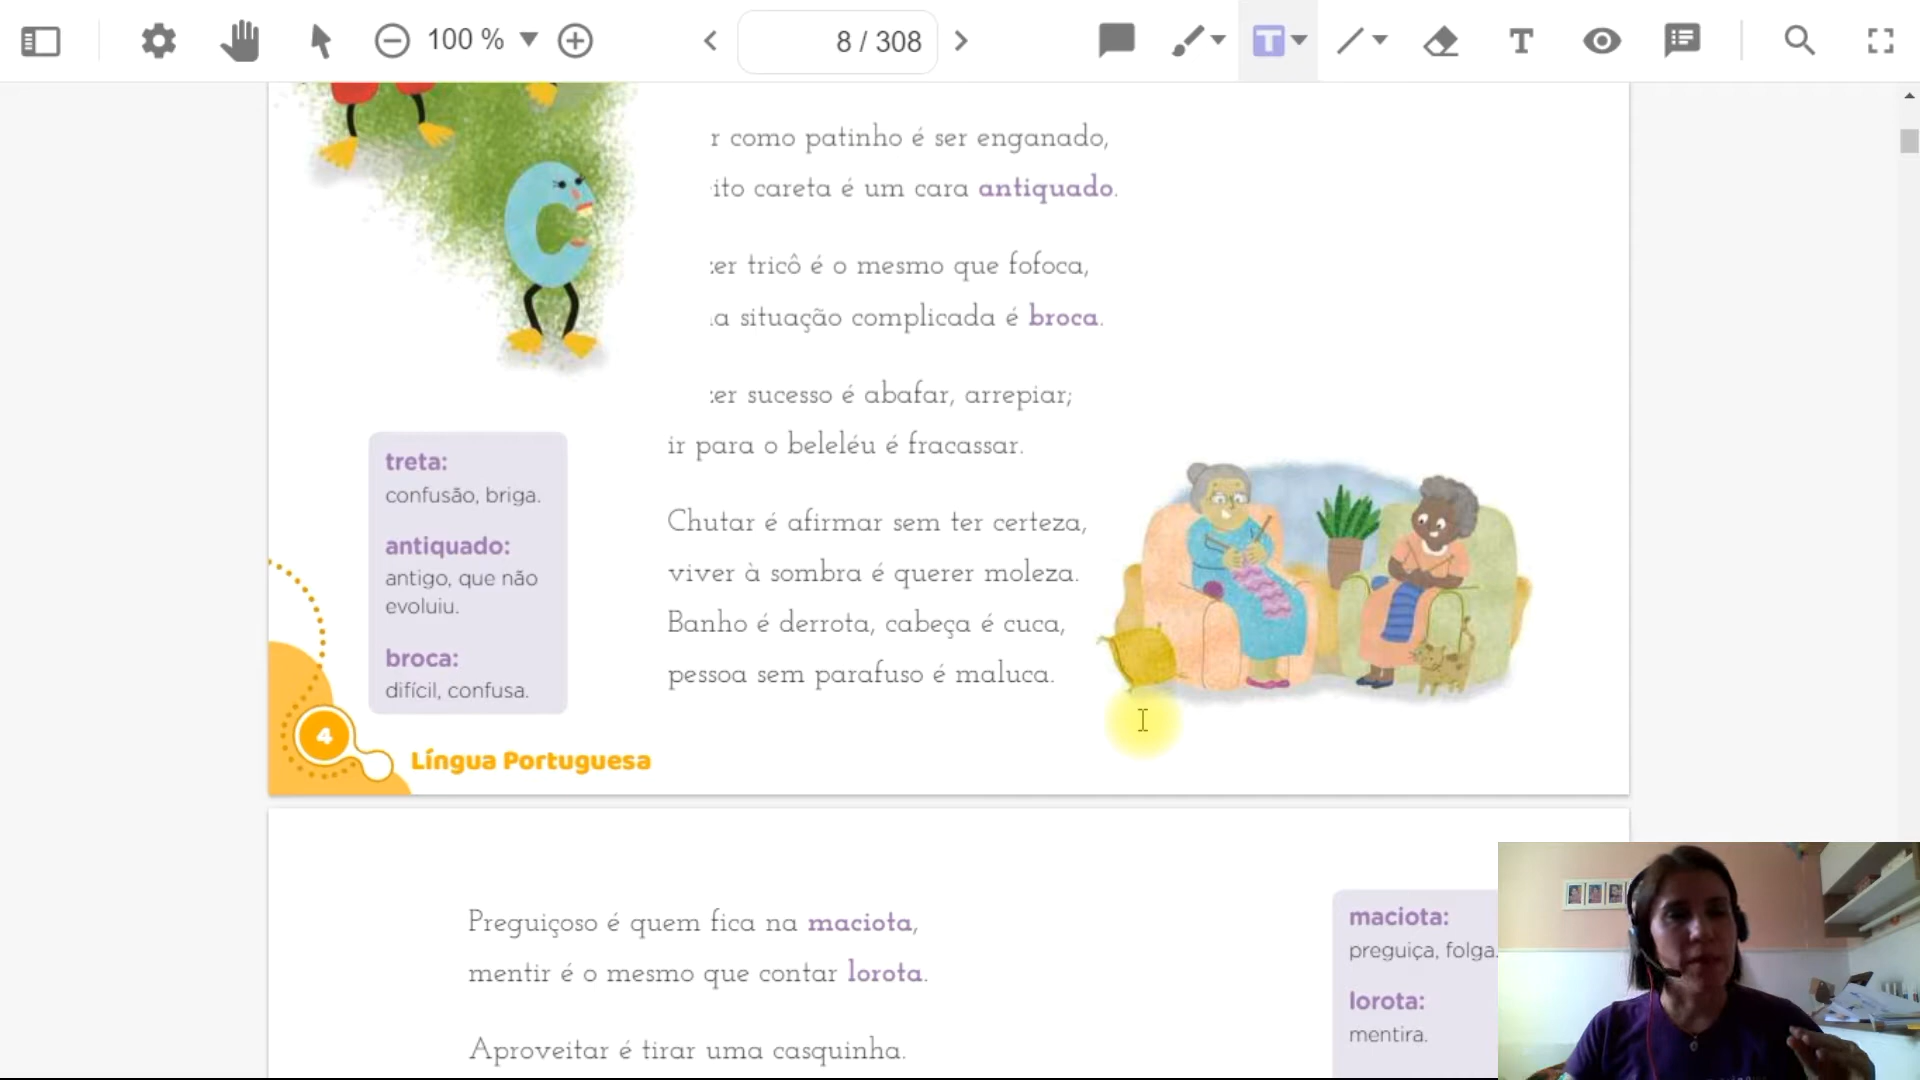 100 %
8 / 308
r como patinho é ser enganado,
ito careta é um cara antiquado.
er tricô é o mesmo que fofoca,
a situação complicada é broca.
er sucesso é abafar, arrepiar;
ir para o beleléu é fracassar.
Chutar é afirmar sem ter certeza,
viver à sombra é querer moleza.
Banho é derrota, cabeça é cuca,
pessoa sem parafuso é maluca.
treta:
confusão, briga.
antiquado:
antigo, que não
evoluiu.
broca:
difícil, confusa.
4
Língua Portuguesa
Preguiçoso é quem fica na maciota,
mentir é o mesmo que contar lorota.
Aproveitar é tirar uma casquinha.
maciota:
preguiça, folga.
lorota:
mentira.